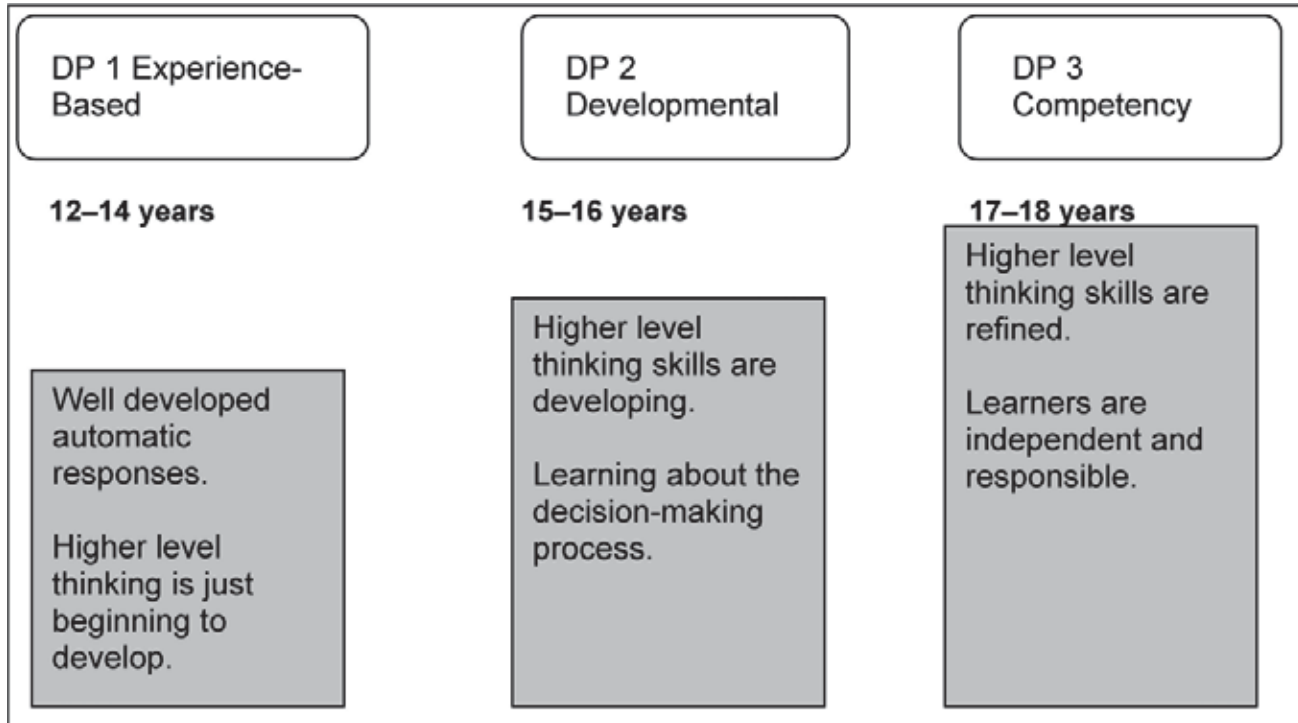 DP 1 Experience-
Based
DP 2
Developmental
DP 3
Competency
12–14 years
15–16 years
17–18 years
Well developed
automatic
responses.
Higher level
thinking is just
beginning to
develop.
Higher level
thinking skills are
developing.
Learning about the
decision-making
process.
Higher level
thinking skills are
refined.
Learners are
independent and
responsible.